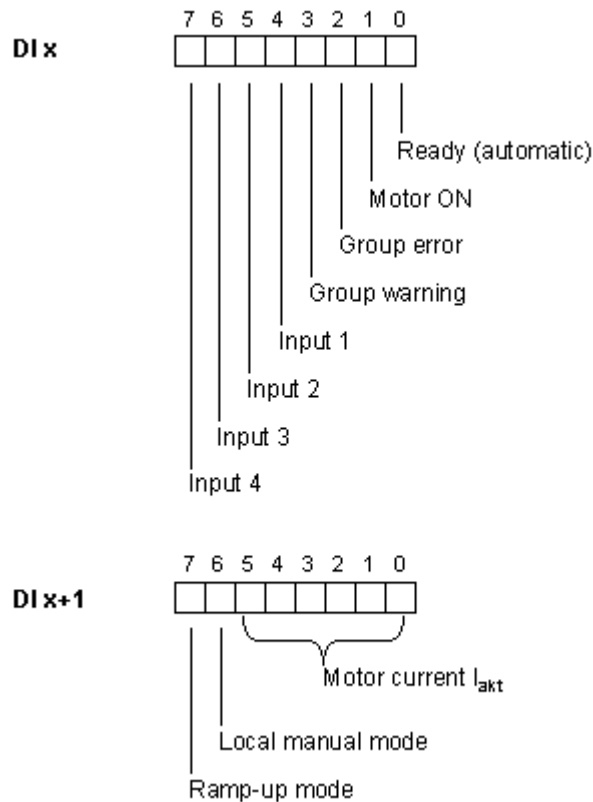 7 6 5 4 3 2 1 0
DI x
Ready (automatic)
Motor ON
Group error
Group warning
Input 1
Input 2
Input 3
Input 4
7 6 5 4 3 2 1 0
DI x+1
Motor current Iakt
Local manual mode
Ramp-up mode